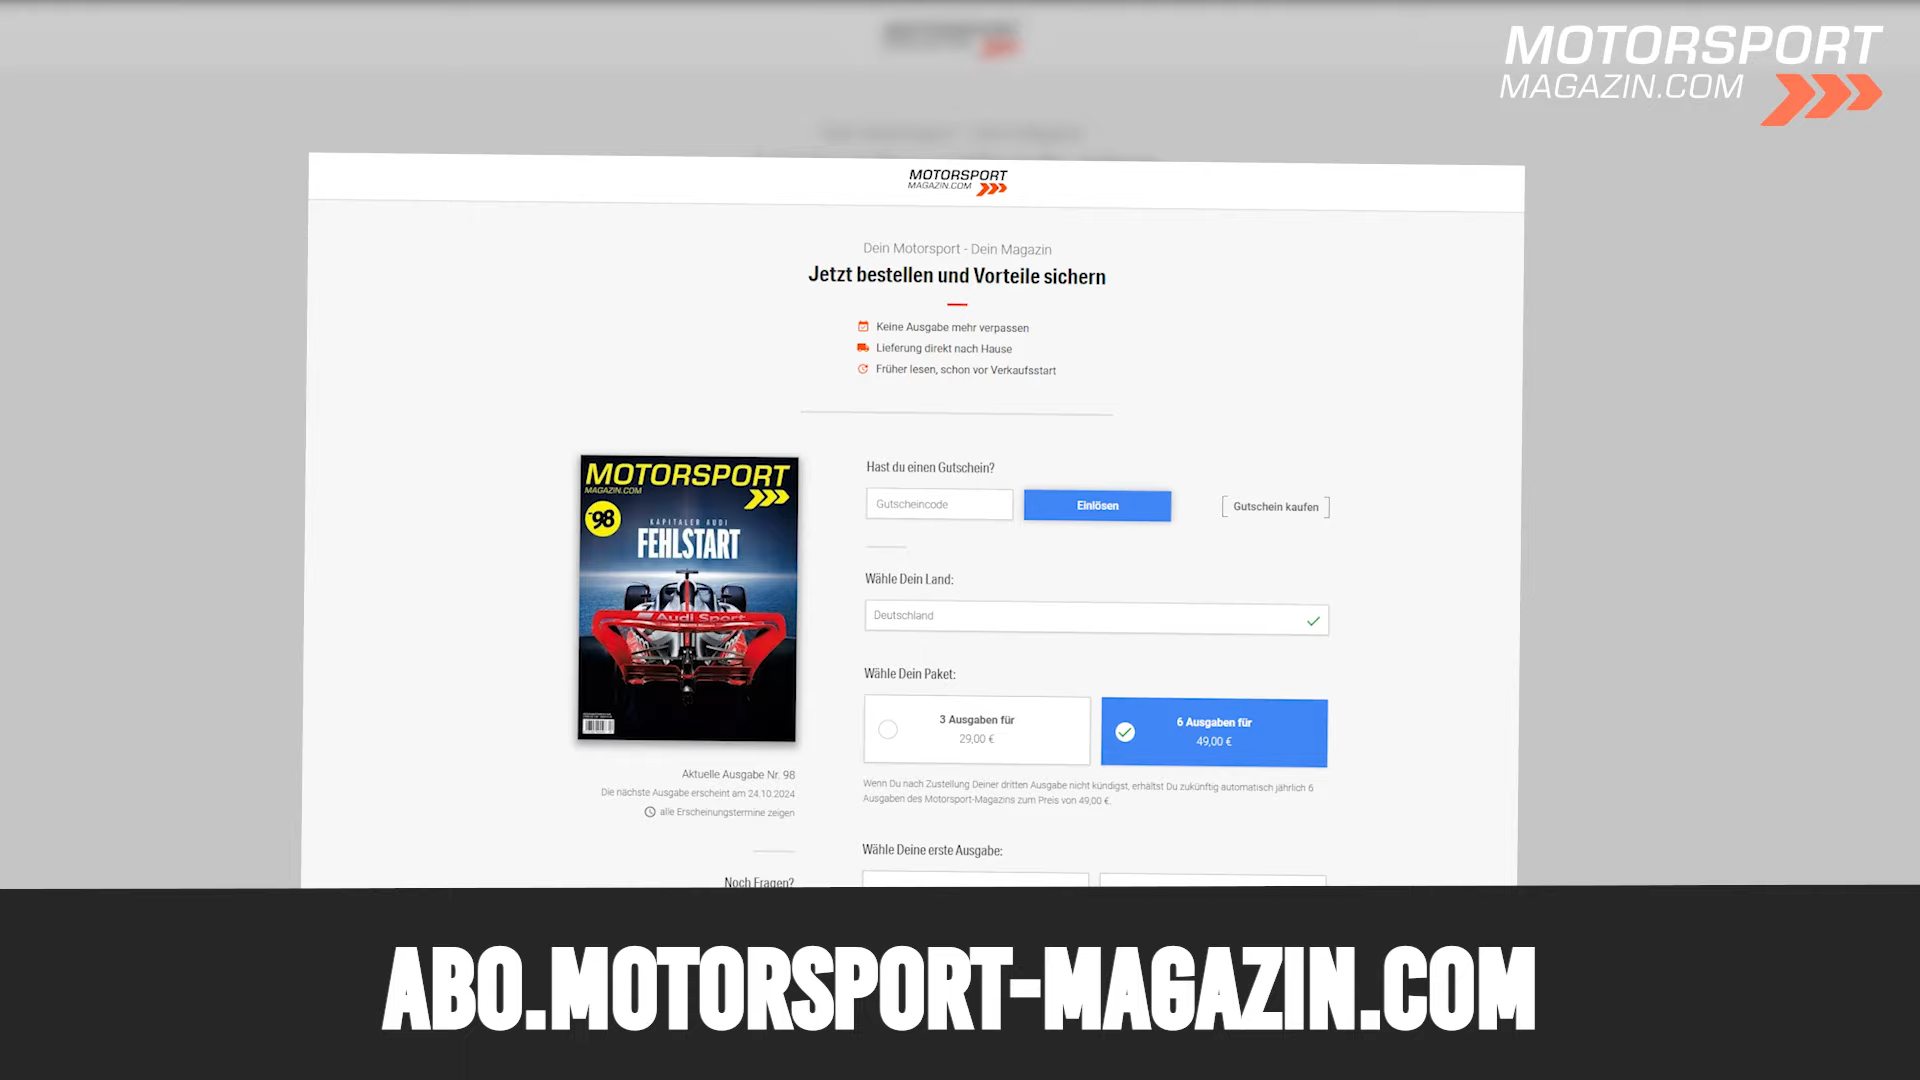 MOTORSPORT
MAGAZIN.COM
MOTORSPORT
MAGAZIN.COM
Dein Motorsport - Dein Magazin
Jetzt bestellen und Vorteile sichern
Keine Ausgabe mehr verpassen
Lieferung direkt nach Hause
Früher lesen, schon vor Verkaufsstart
MOTORSPORT
MAGAZIN.COM
98
KAPITALER AUDI
FEHLSTART
Audi Sport
Aktuelle Ausgabe Nr. 98
Die nächste Ausgabe erscheint am 24.10.2024
alle Erscheinungstermine zeigen
Noch Fragen?
Hast du einen Gutschein?
Gutscheincode
Einlösen
Gutschein kaufen
Wähle Dein Land:
Deutschland
Wähle Dein Paket:
3 Ausgaben für
29,00 €
6 Ausgaben für
49,00 €
Wenn Du nach Zustellung Deiner dritten Ausgabe nicht kündigst, erhältst Du zukünftig automatisch jährlich 6
Ausgaben des Motorsport-Magazins zum Preis von 49,00 €.
Wähle Deine erste Ausgabe:
ABO.MOTORSPORT-MAGAZIN.COM